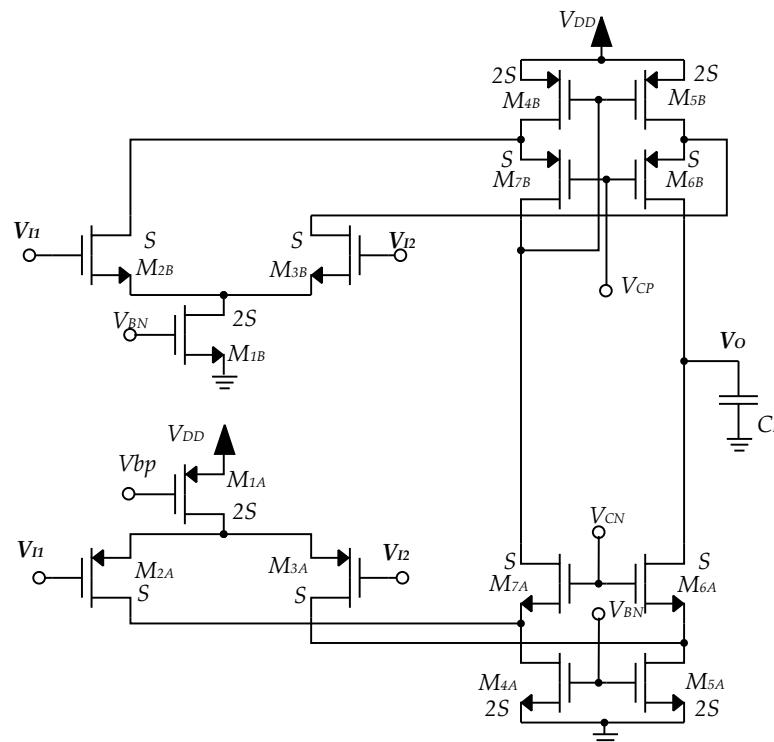 VDD
2S 2S
M4B M5B
S S
M7B M6B
VI1 S S VI2
M2B M3B
VCP
VBN 2S
M1B
VO
VDD
C
Vbp M1A
2S
VCN
VI1 VI2
M2A M3A S S
S S M7A M6A
VBN
M4A M5A
2S 2S